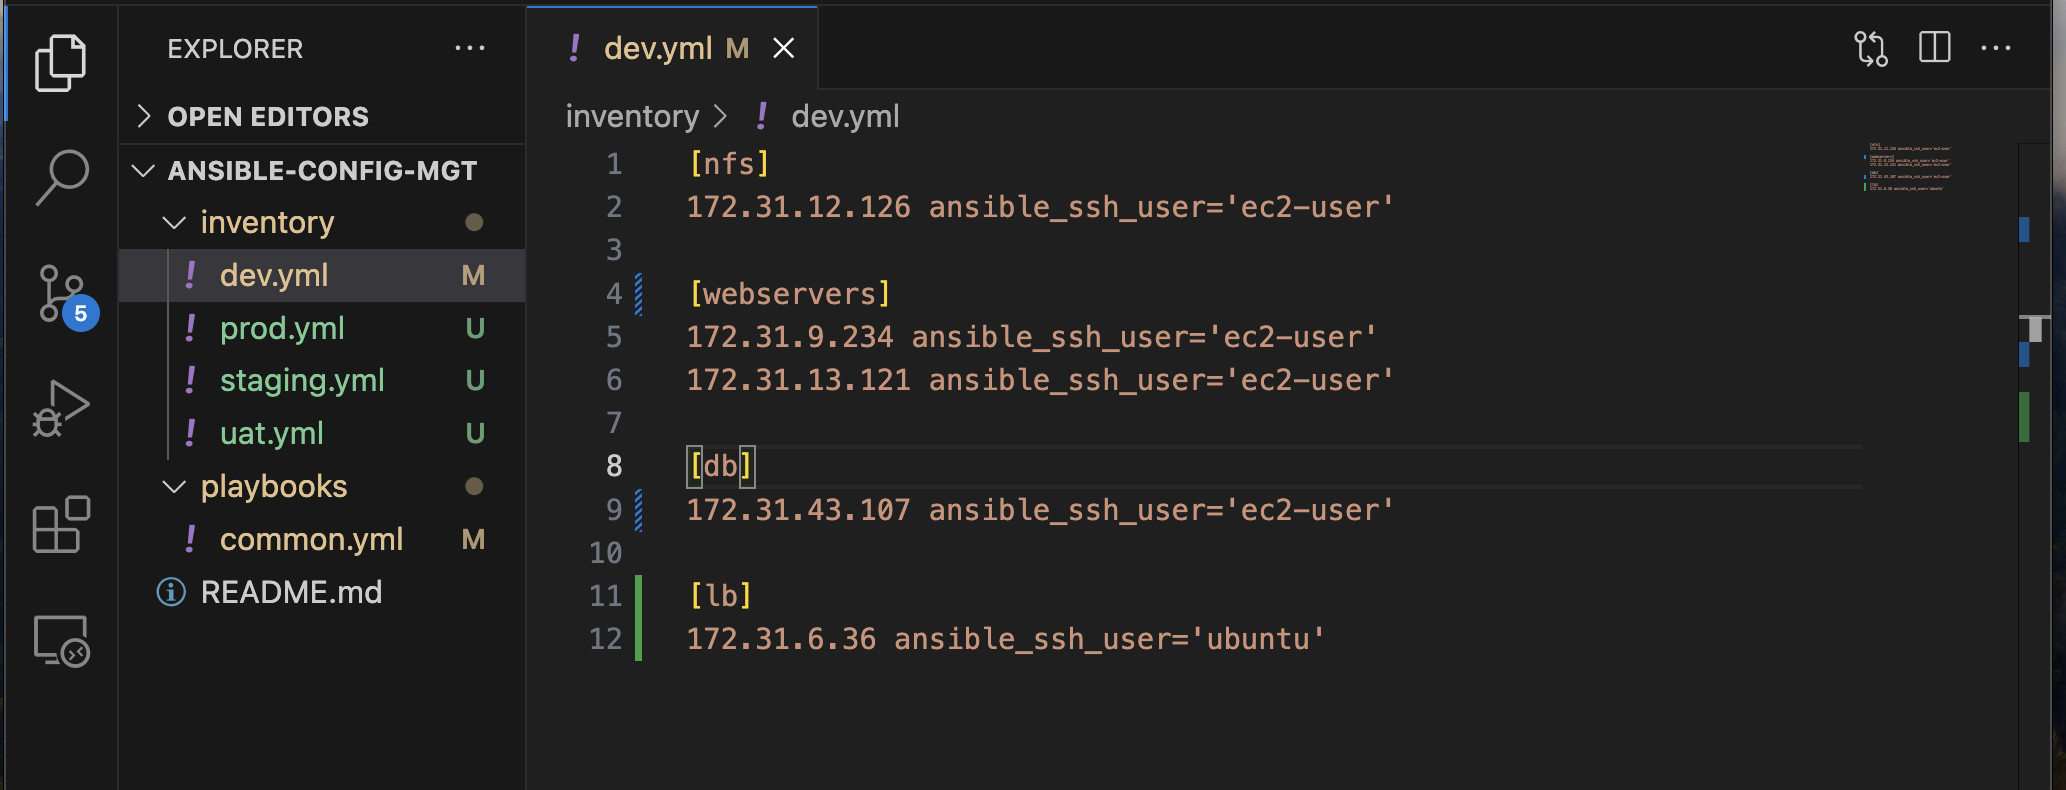 EXPLORER
OPEN EDITORS
ANSIBLE-CONFIG-MGT
inventory
! dev.yml M
! prod.yml U
! staging.yml U
! uat.yml U
playbooks
! common.yml M
README.md
5
! dev.yml M
inventory > ! dev.yml
1 [nfs]
2 172.31.12.126 ansible_ssh_user='ec2-user'
3
4 [webservers]
5 172.31.9.234 ansible_ssh_user='ec2-user'
6 172.31.13.121 ansible_ssh_user='ec2-user'
7
8 [db]
9 172.31.43.107 ansible_ssh_user='ec2-user'
10
11 [lb]
12 172.31.6.36 ansible_ssh_user='ubuntu'